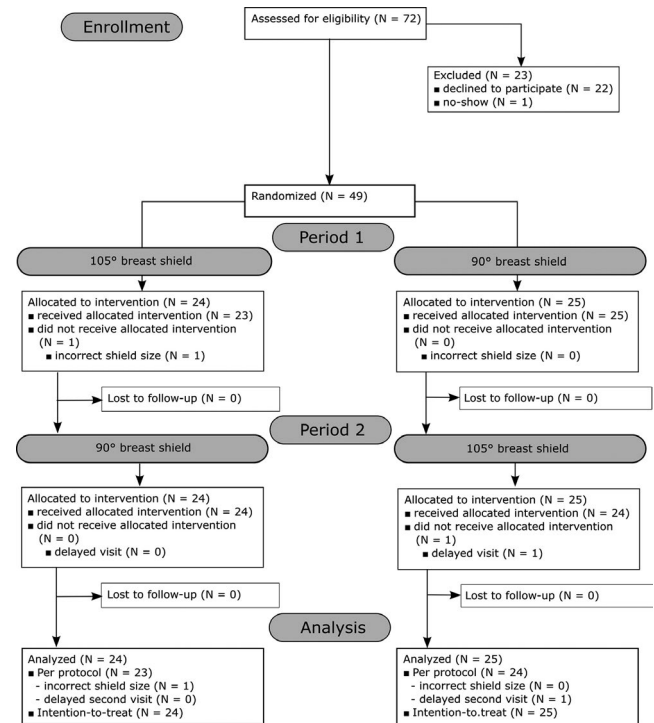 Enrollment
Assessed for eligibility (N = 72)
Excluded (N = 23)
▪ declined to participate (N = 22)
▪ no-show (N = 1)
Randomized (N = 49)
Period 1
105° breast shield
Allocated to intervention (N = 24)
▪ received allocated intervention (N = 23)
▪ did not receive allocated intervention
(N = 1)
▪ incorrect shield size (N = 1)
90° breast shield
Allocated to intervention (N = 25)
▪ received allocated intervention (N = 25)
▪ did not receive allocated intervention
(N = 0)
▪ incorrect shield size (N = 0)
Lost to follow-up (N = 0)
Lost to follow-up (N = 0)
Period 2
90° breast shield
Allocated to intervention (N = 24)
▪ received allocated intervention (N = 24)
▪ did not receive allocated intervention
(N = 0)
▪ delayed visit (N = 0)
105° breast shield
Allocated to intervention (N = 25)
▪ received allocated intervention (N = 24)
▪ did not receive allocated intervention
(N = 1)
▪ delayed visit (N = 1)
Lost to follow-up (N = 0)
Lost to follow-up (N = 0)
Analysis
Analyzed (N = 24)
▪ Per protocol (N = 23)
- incorrect shield size (N = 1)
- delayed second visit (N = 0)
▪ Intention-to-treat (N = 24)
Analyzed (N = 25)
▪ Per protocol (N = 24)
- incorrect shield size (N = 0)
- delayed second visit (N = 1)
▪ Intention-to.treat (N = 25)